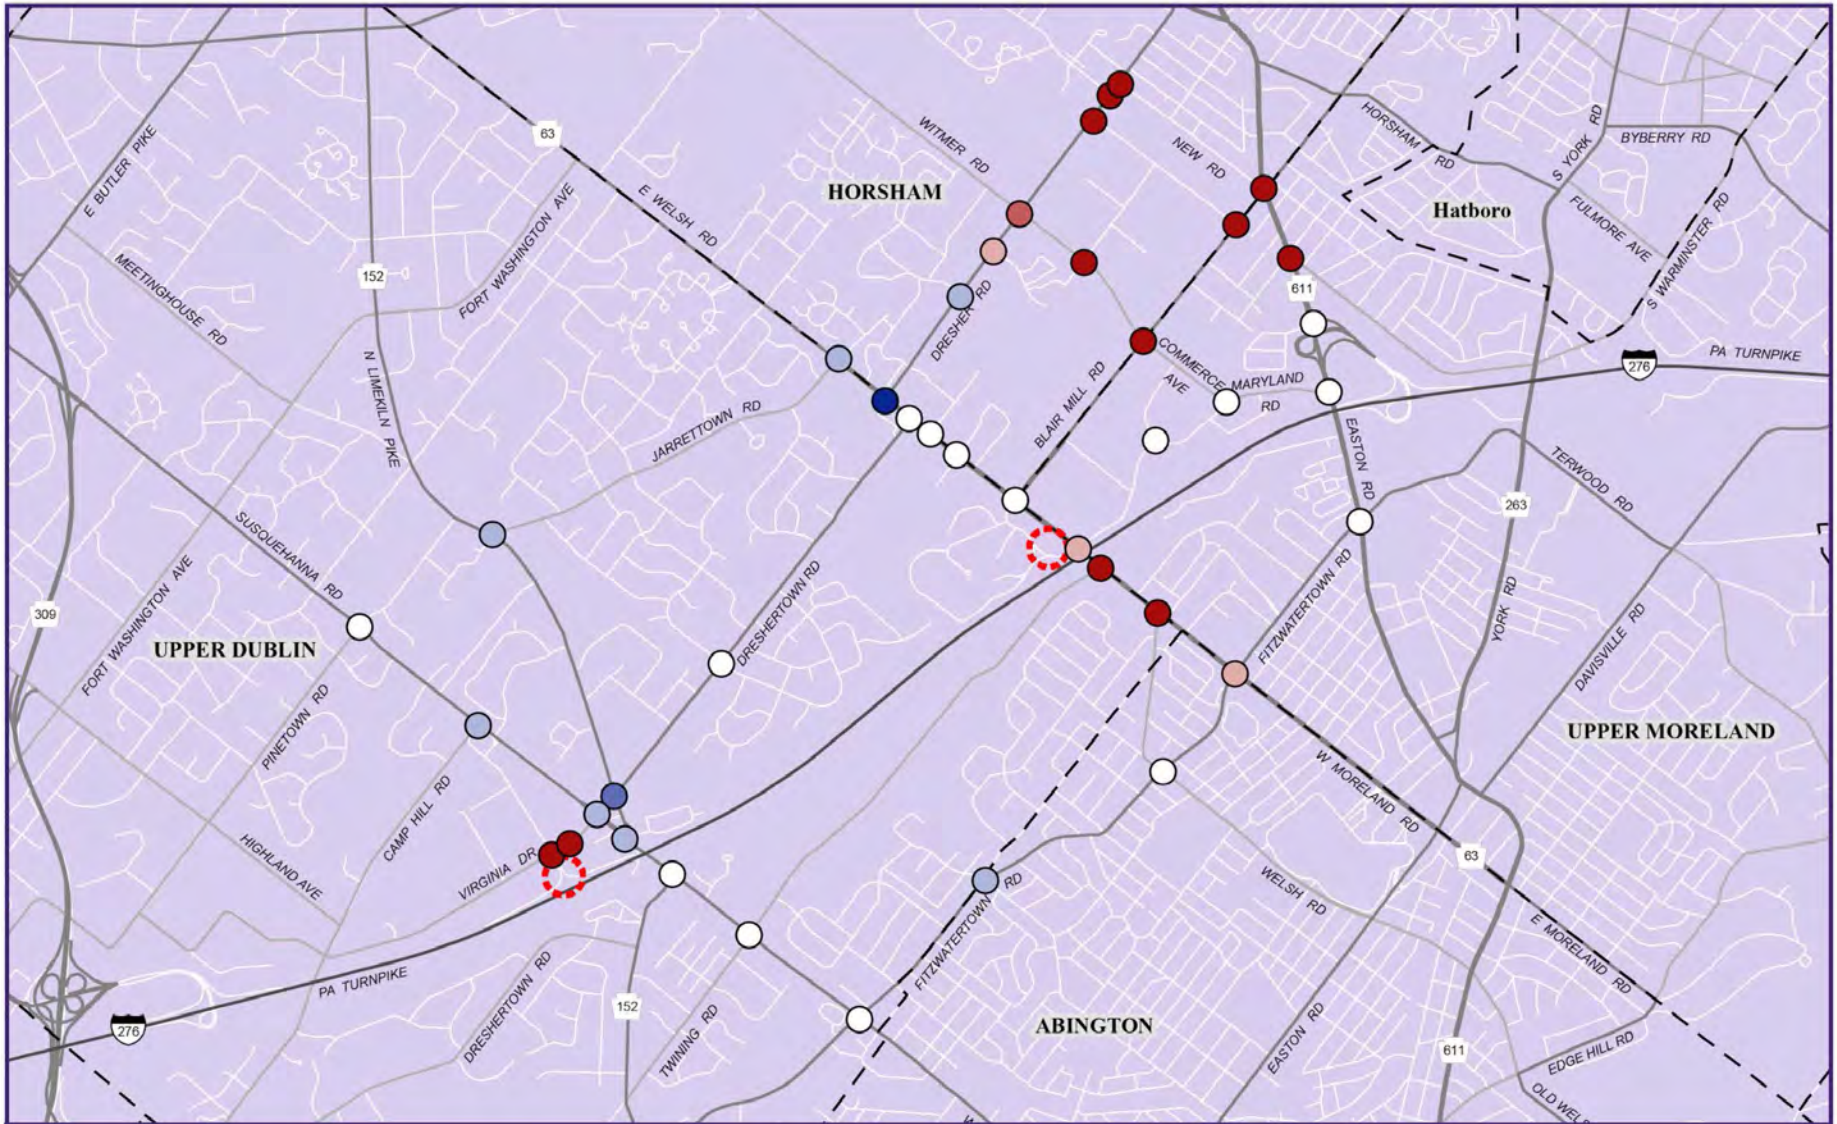 63
WITMER RD
HORSHAM RD
S YORK RD
BYBERRY RD
E BUTLER PIKE
NEW RD
HORSHAM
E WELSH RD
Hatboro
FULMORE AVE
S WARMINSTER RD
FORT WASHINGTON AVE
MEETINGHOUSE RD
152
611
DRESHER RD
PA TURNPIKE
276
N LIMEKILN PIKE
COMMERCE AVE
MARYLAND RD
BLAIR MILL RD
JARRETTOWN RD
EASTON RD
TERWOOD RD
263
SUSQUEHANNA RD
309
FORT WASHINGTON AVE
UPPER DUBLIN
DRESHERTOWN RD
FITZWATERTOWN RD
YORK RD
DAVISVILLE RD
PINETOWN RD
UPPER MORELAND
W MORELAND RD
CAMP HILL RD
HIGHLAND AVE
VIRGINIA DR
63
WELSH RD
FITZWATERTOWN RD
E MORELAND RD
PA TURNPIKE
276
DRESHERTOWN RD
152
TWINING RD
ABINGTON
EASTON RD
611
EDGE HILL RD
OLD WELS